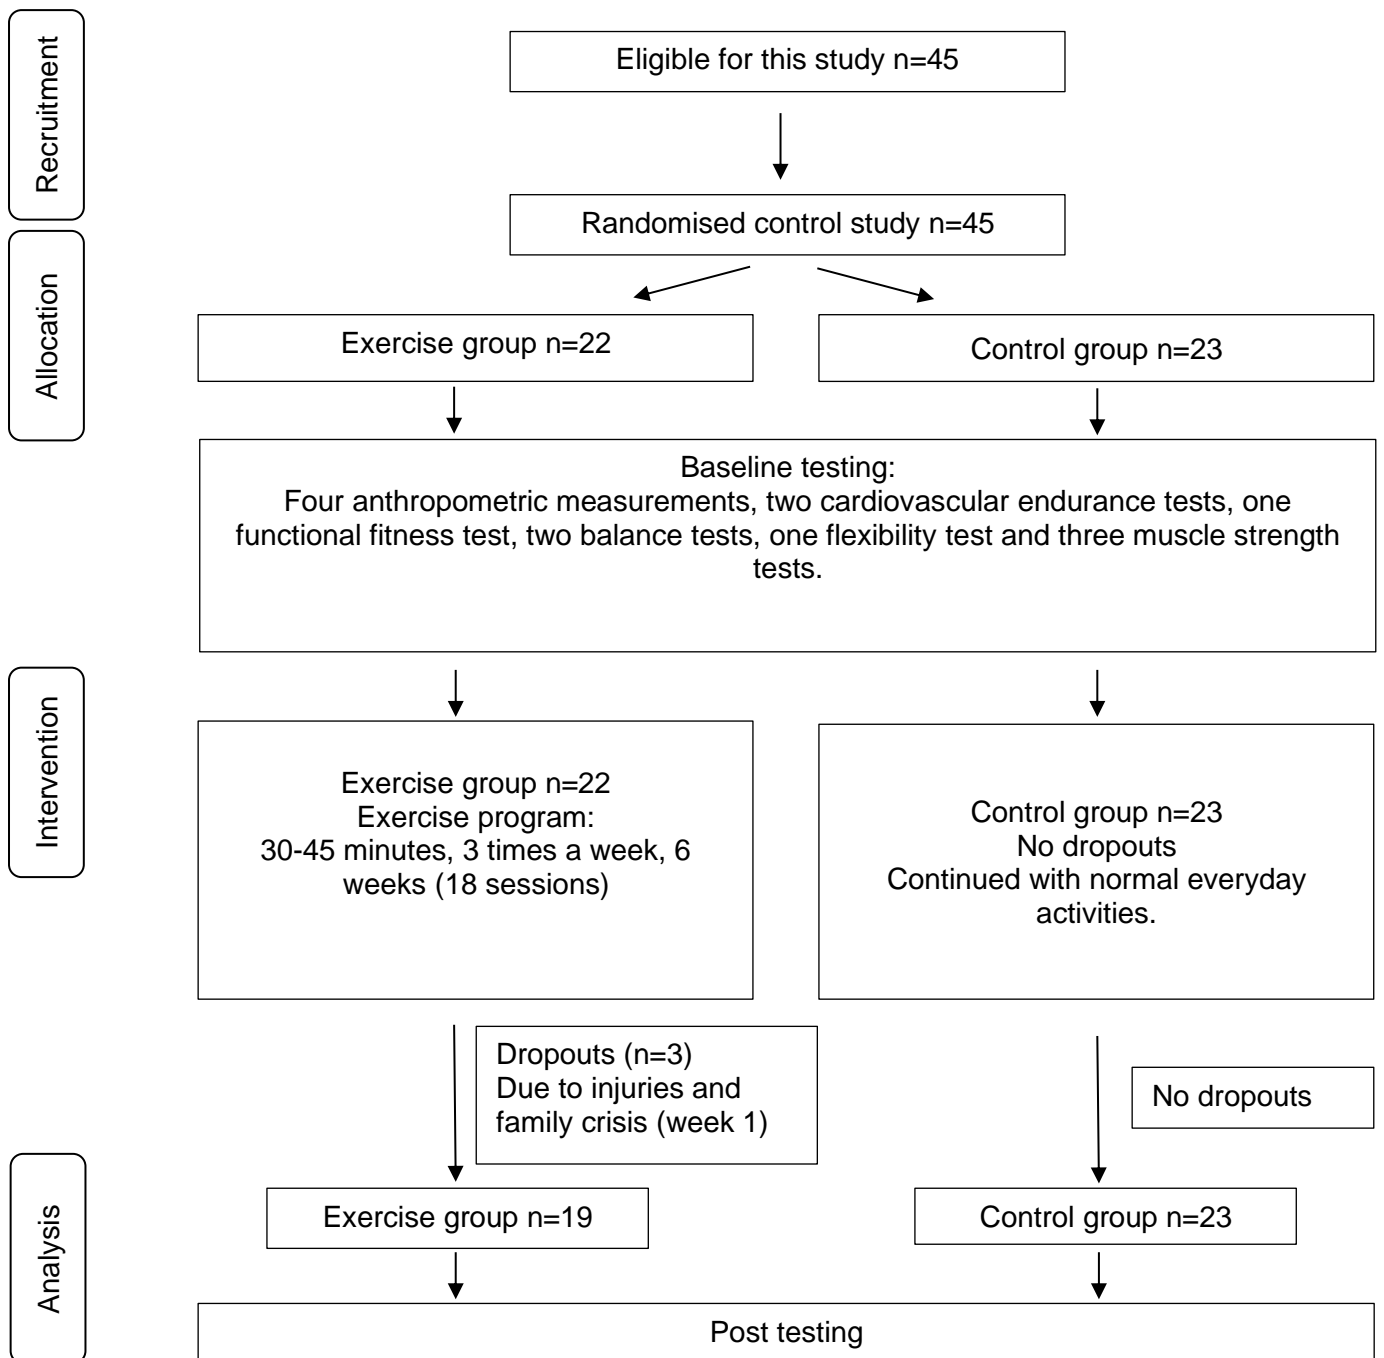 Recruitment
Eligible for this study n=45
Randomised control study n=45
Allocation
Exercise group n=22
Control group n=23
Baseline testing:
Four anthropometric measurements, two cardiovascular endurance tests, one
functional fitness test, two balance tests, one flexibility test and three muscle strength
tests.
Intervention
Exercise group n=22
Exercise program:
30-45 minutes, 3 times a week, 6
weeks (18 sessions)
Control group n=23
No dropouts
Continued with normal everyday
activities.
Dropouts (n=3)
Due to injuries and
family crisis (week 1)
No dropouts
Analysis
Exercise group n=19
Control group n=23
Post testing